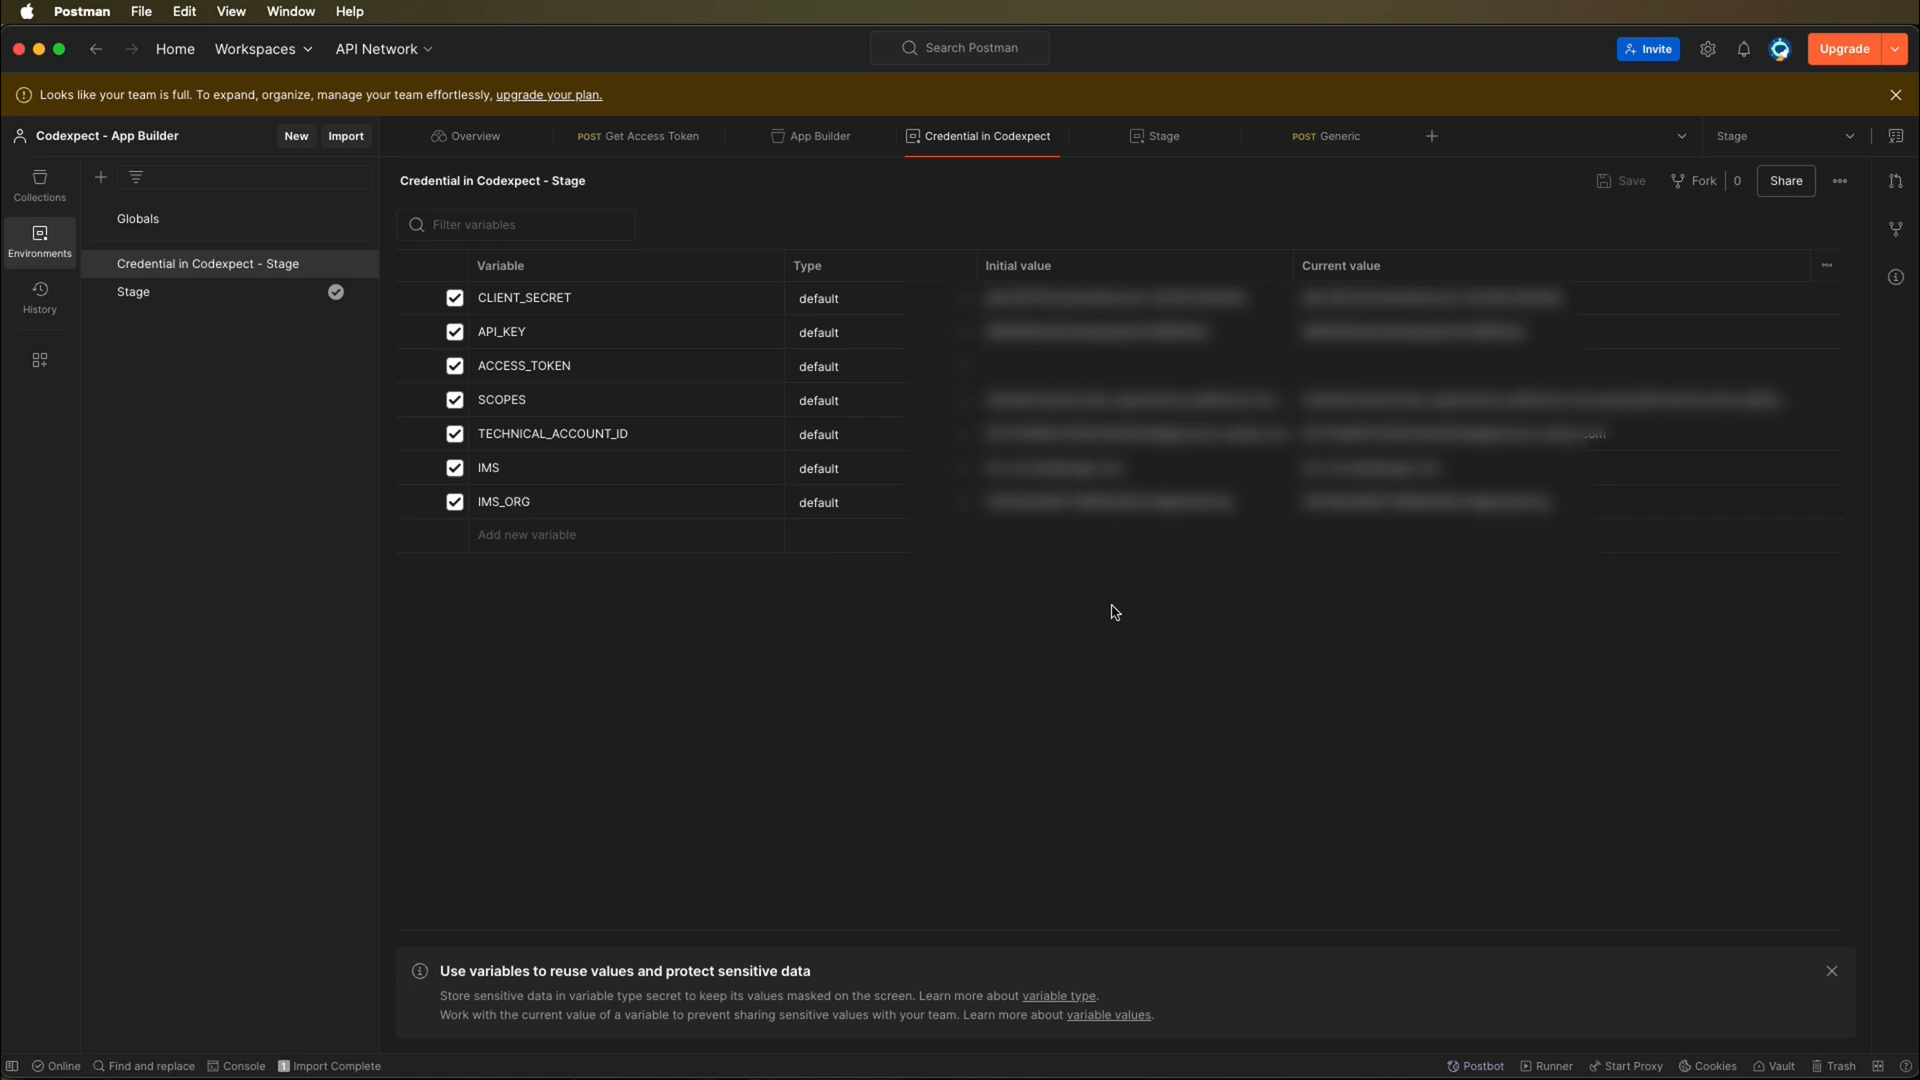 Postman File Edit View Window Help
Home Workspaces API Network Search Postman Invite Upgrade
Looks like your team is full. To expand, organize, manage your team effortlessly, upgrade your plan.
Codexpect - App Builder New Import Overview POST Get Access Token App Builder Credential in Codexpect Stage POST Generic Stage
Collections
Environments
History
Globals
Credential in Codexpect - Stage
Stage
Credential in Codexpect - Stage Save Fork 0 Share
Filter variables
Variable Type Initial value Current value
CLIENT_SECRET default
API_KEY default
ACCESS_TOKEN default
SCOPES default
TECHNICAL_ACCOUNT_ID default
IMS default
IMS_ORG default
Add new variable
Use variables to reuse values and protect sensitive data
Store sensitive data in variable type secret to keep its values masked on the screen. Learn more about variable type.
Work with the current value of a variable to prevent sharing sensitive values with your team. Learn more about variable values.
Online Find and replace Console 1 Import Complete Postbot Runner Start Proxy Cookies Vault Trash